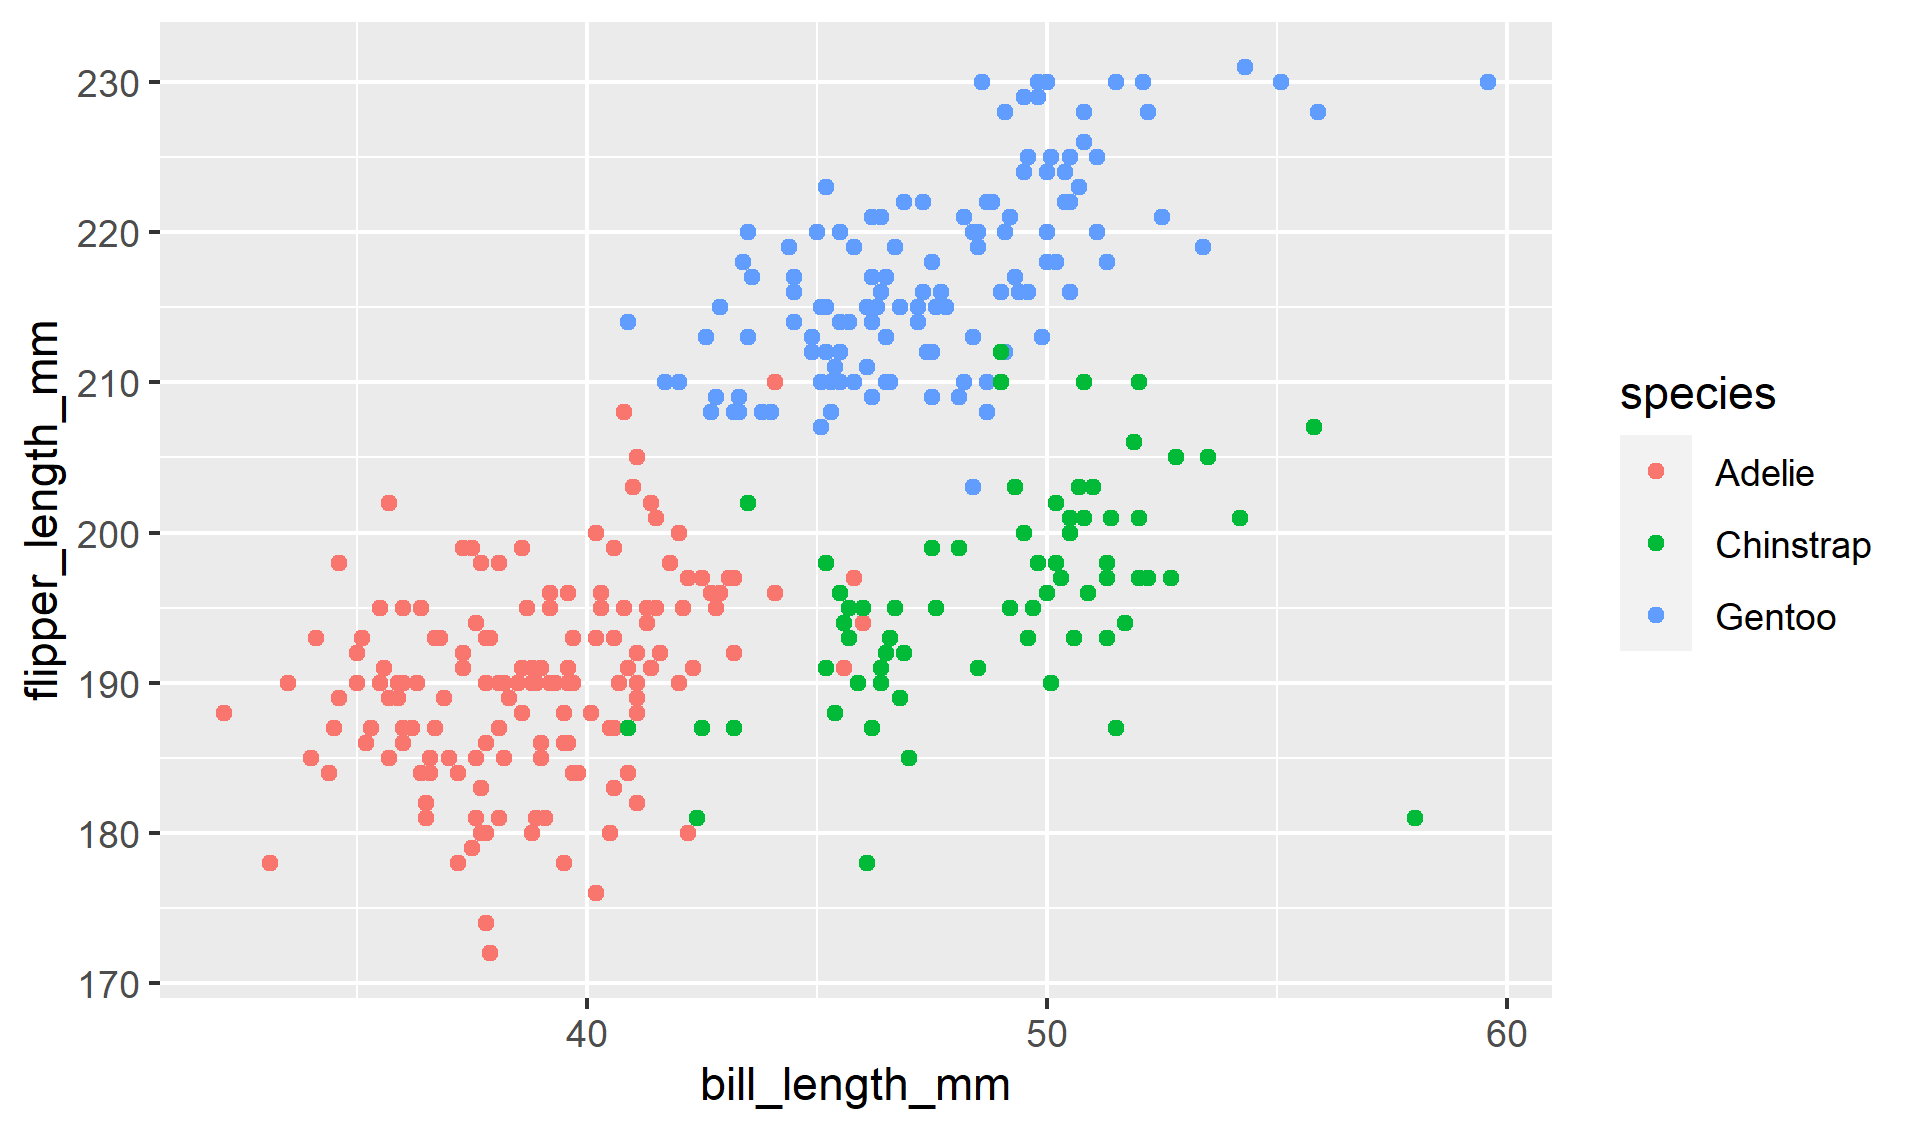 230
220
210
200
190
180
170
flipper_length_mm
40 50 60
bill_length_mm
species
Adelie
Chinstrap
Gentoo